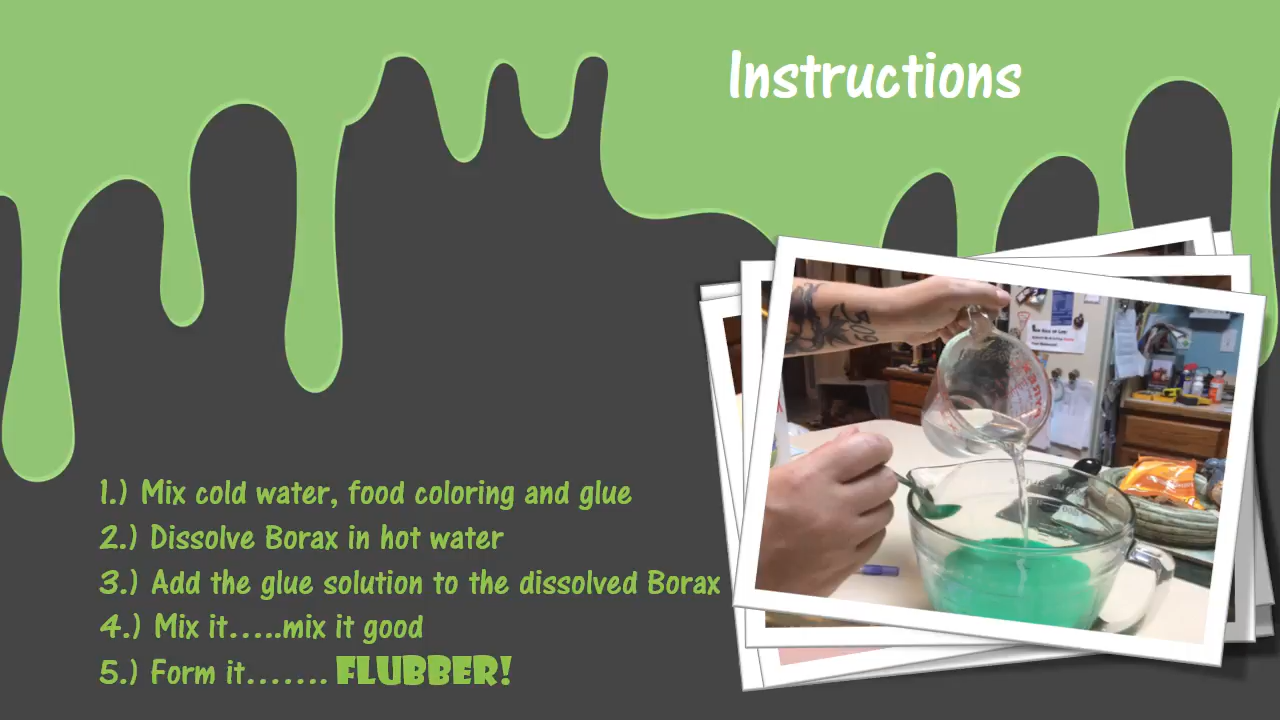 Instructions
1.) Mix cold water, food coloring and glue
2.) Dissolve Borax in hot water
3.) Add the glue solution to the dissolved Borax
4.) Mix it.....mix it good
5.) Form it....... FLUBBER!
PYREX